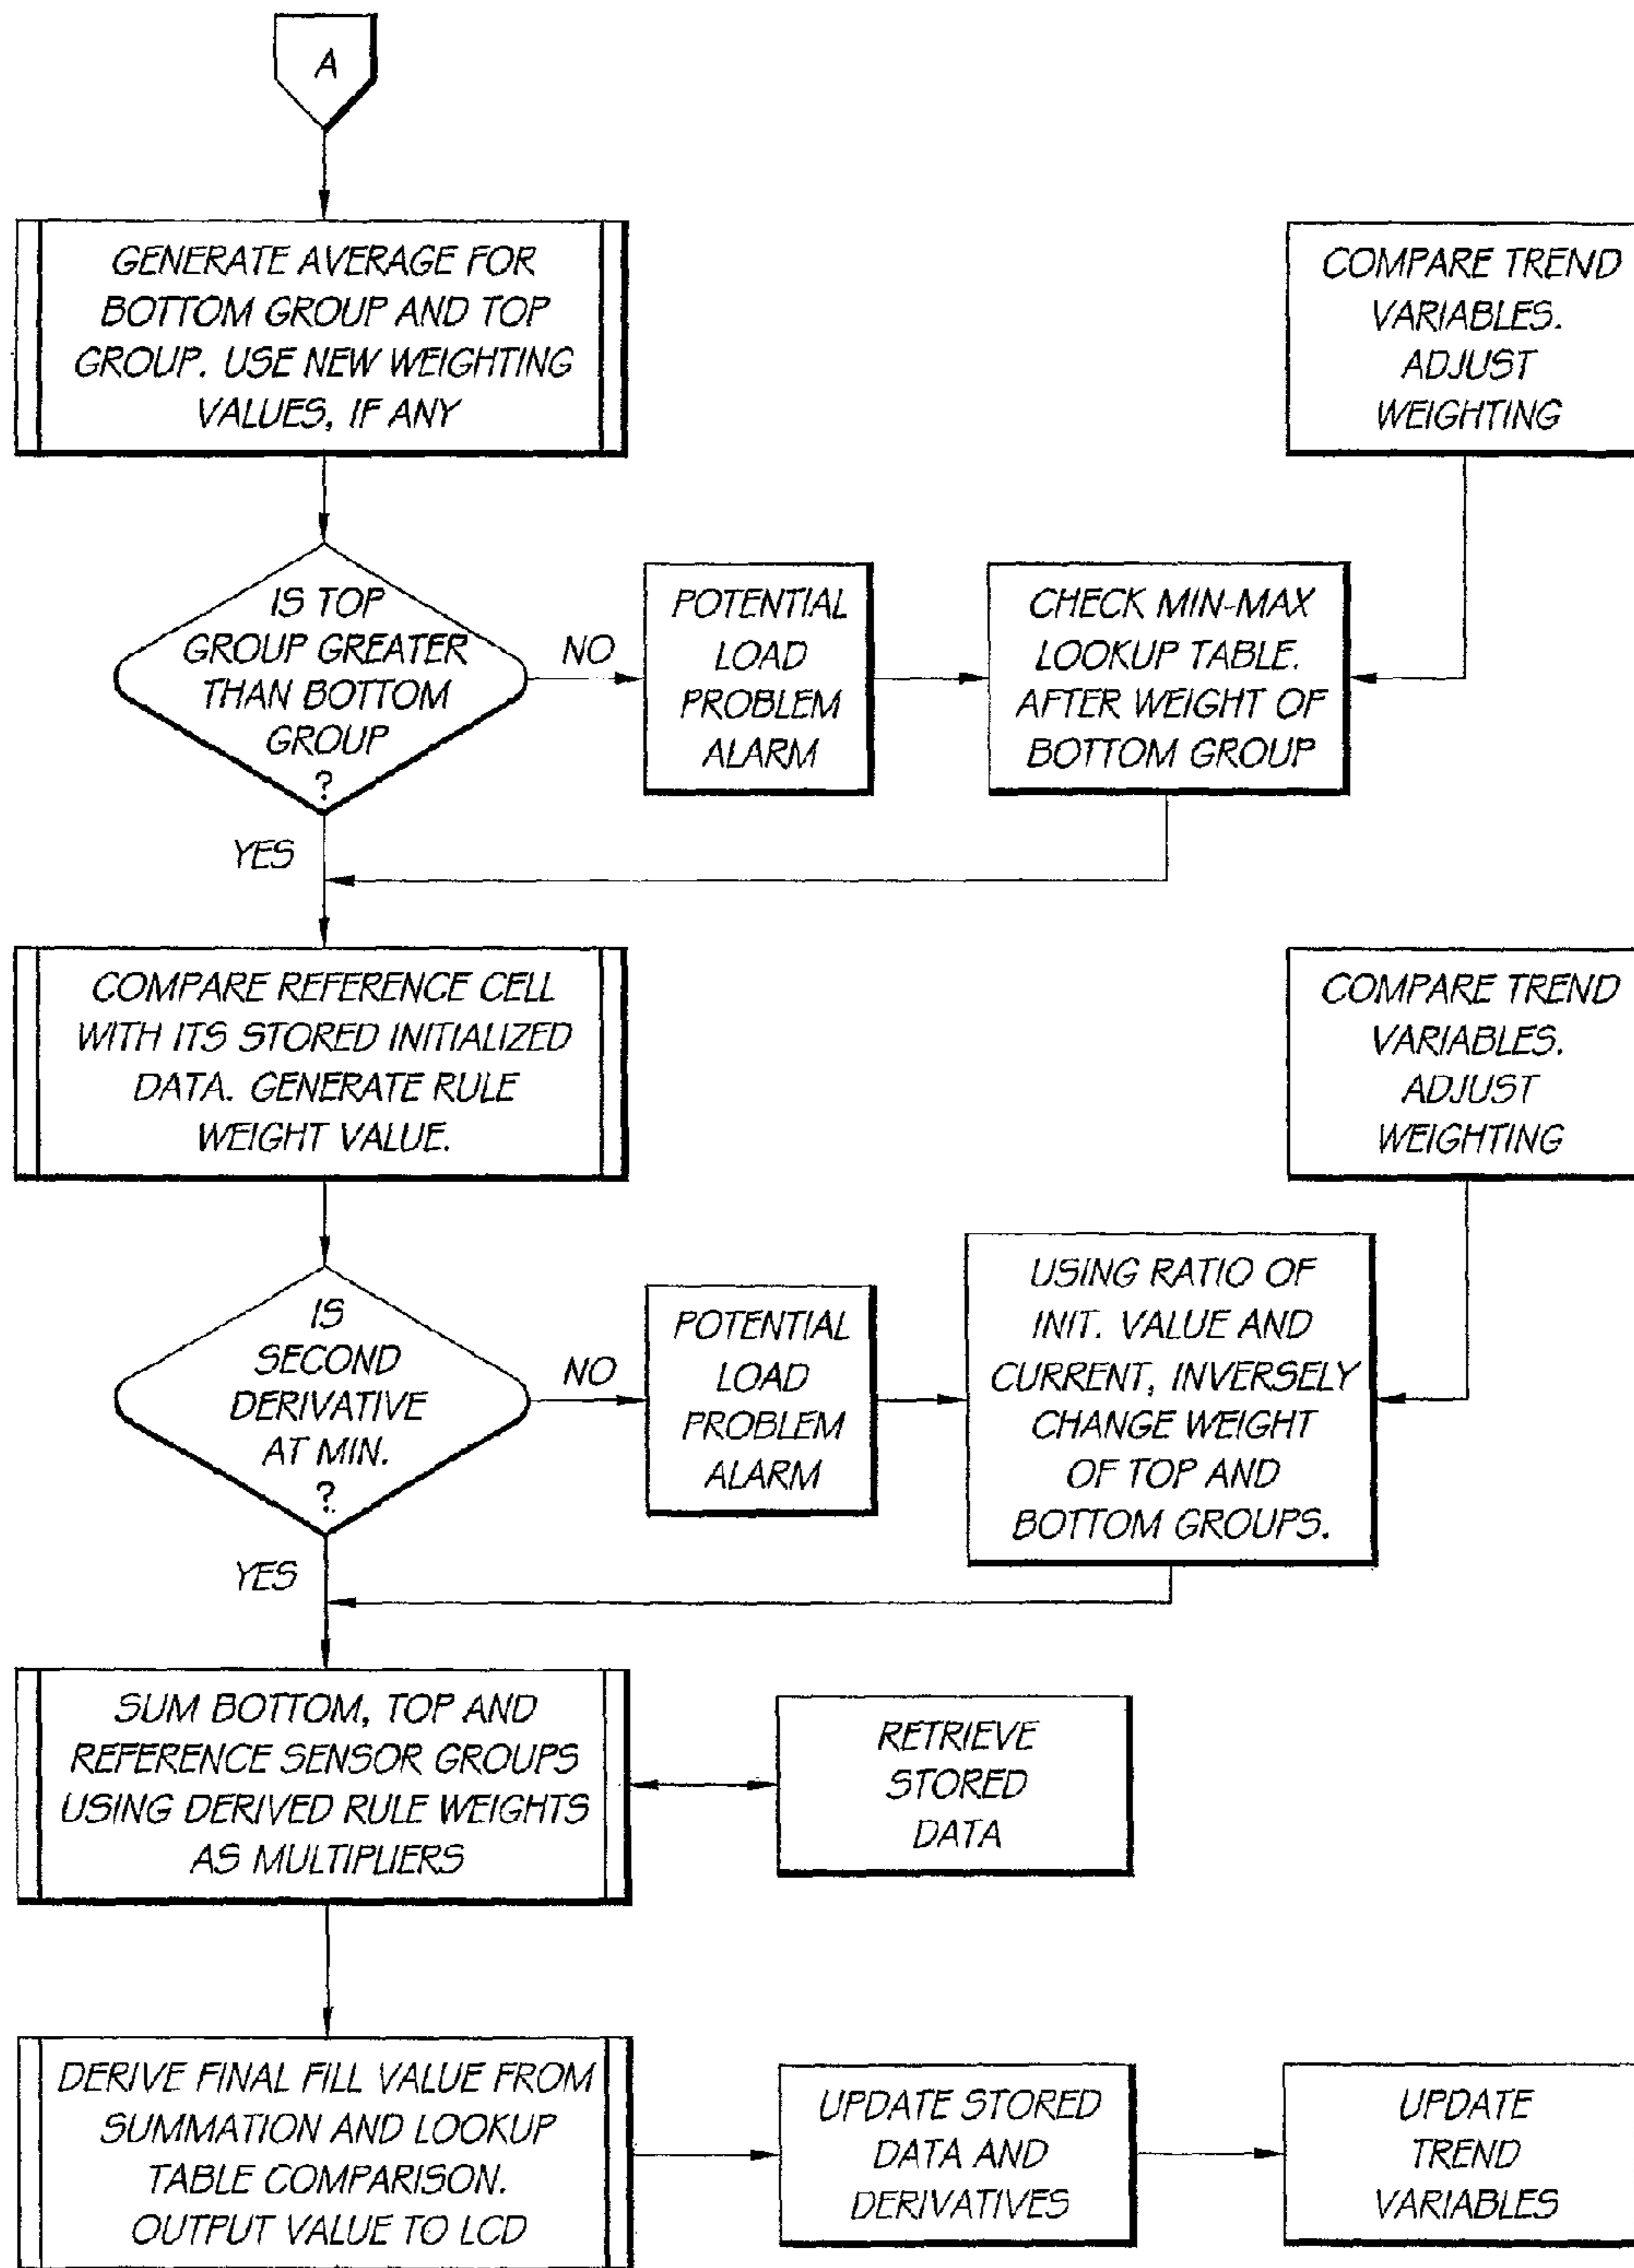 A
GENERATE AVERAGE FOR
BOTTOM GROUP AND TOP
GROUP. USE NEW WEIGHTING
VALUES, IF ANY
COMPARE TREND
VARIABLES.
ADJUST
WEIGHTING
IS TOP
GROUP GREATER
THAN BOTTOM
GROUP
?
NO
POTENTIAL
LOAD
PROBLEM
ALARM
CHECK MIN-MAX
LOOKUP TABLE.
AFTER WEIGHT OF
BOTTOM GROUP
YES
COMPARE REFERENCE CELL
WITH ITS STORED INITIALIZED
DATA. GENERATE RULE
WEIGHT VALUE.
COMPARE TREND
VARIABLES.
ADJUST
WEIGHTING
IS
SECOND
DERIVATIVE
AT MIN.
?
NO
POTENTIAL
LOAD
PROBLEM
ALARM
USING RATIO OF
INIT. VALUE AND
CURRENT, INVERSELY
CHANGE WEIGHT
OF TOP AND
BOTTOM GROUPS.
YES
SUM BOTTOM, TOP AND
REFERENCE SENSOR GROUPS
USING DERIVED RULE WEIGHTS
AS MULTIPLIERS
RETRIEVE
STORED
DATA
DERIVE FINAL FILL VALUE FROM
SUMMATION AND LOOKUP
TABLE COMPARISON.
OUTPUT VALUE TO LCD
UPDATE STORED
DATA AND
DERIVATIVES
UPDATE
TREND
VARIABLES